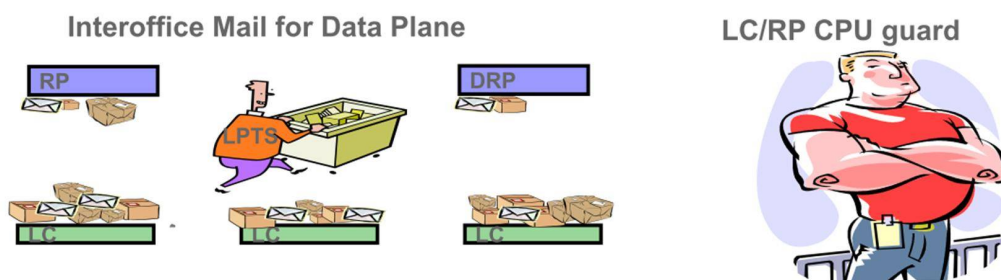 Interoffice Mail for Data Plane
LC/RP CPU guard
RP
DRP
LPTS
LC
LC
LC